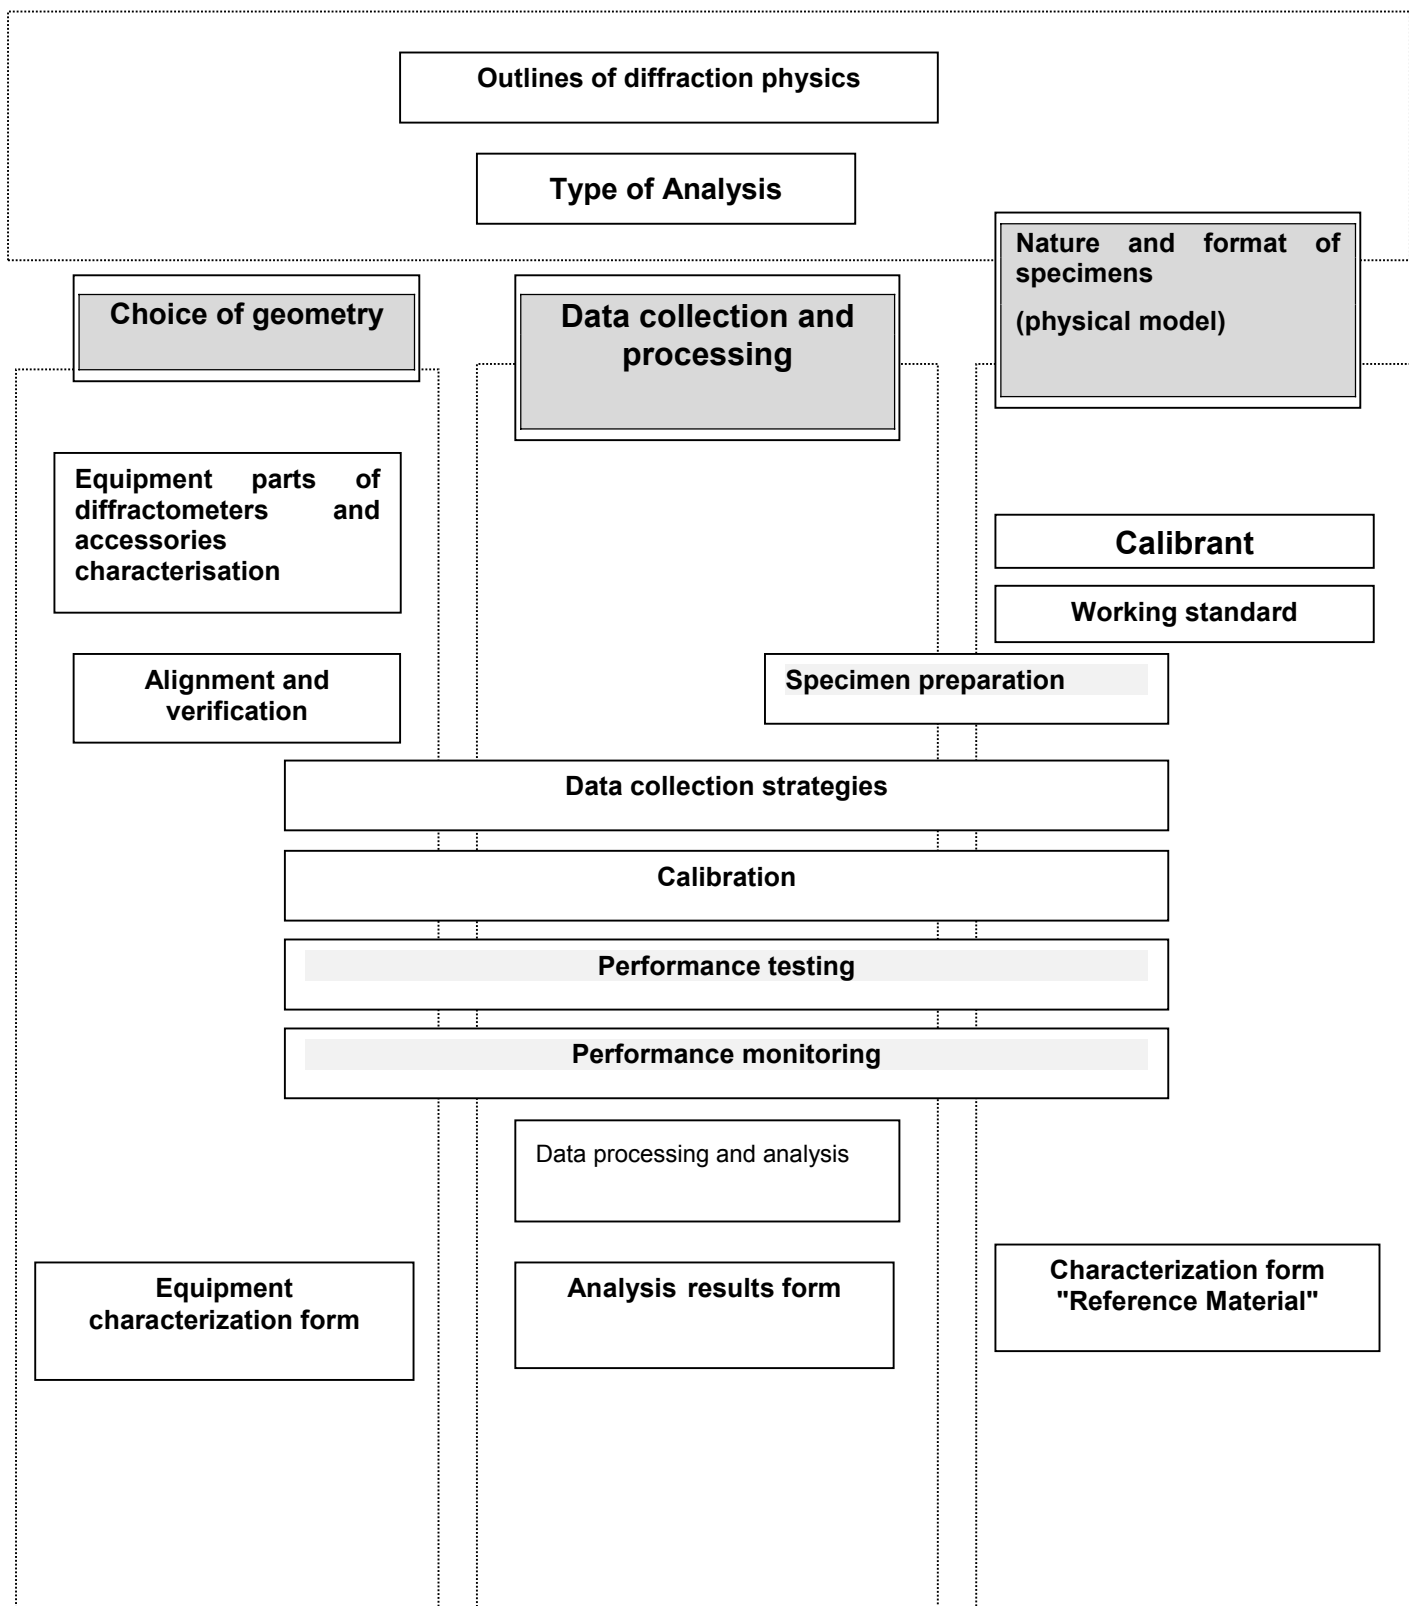 Outlines of diffraction physics
Type of Analysis
Nature and format of
specimens
(physical model)
Choice of geometry
Data collection and
processing
Equipment parts of
diffractometers and
accessories
characterisation
Calibrant
Working standard
Alignment and
verification
Specimen preparation
Data collection strategies
Calibration
Performance testing
Performance monitoring
Data processing and analysis
Equipment
characterization form
Analysis results form
Characterization form
"Reference Material"